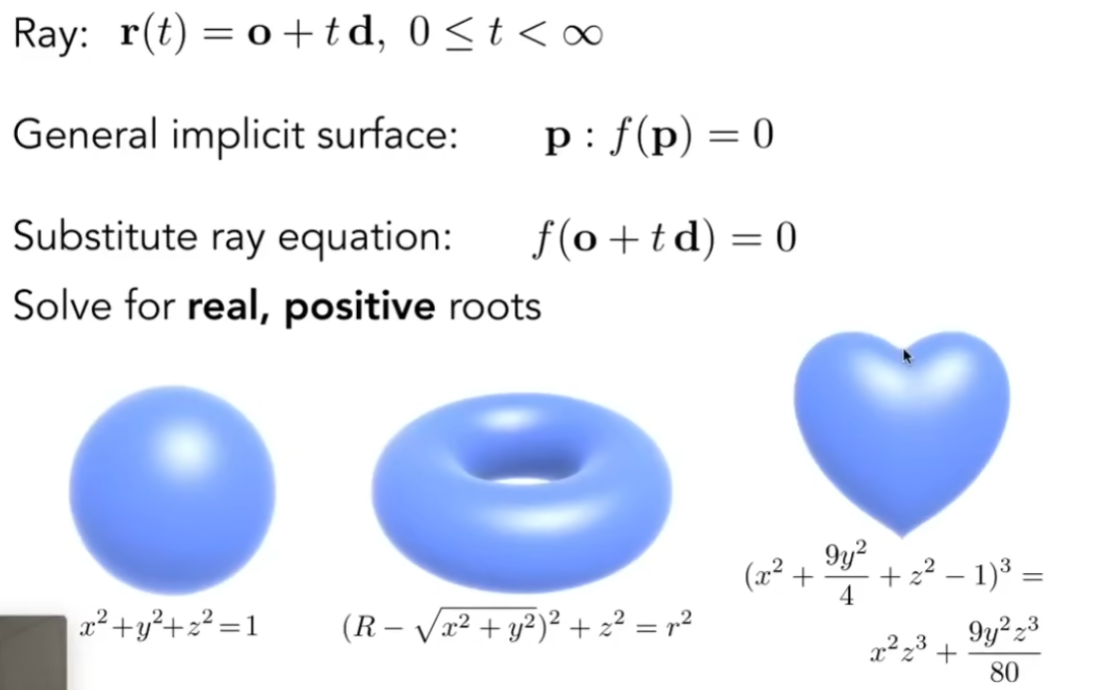 Ray: r(t) = o + t d, 0 ≤ t < ∞
General implicit surface: p : f(p) = 0
Substitute ray equation: f(o + t d) = 0
Solve for real, positive roots
x² + y² + z² = 1
(R − √(x² + y²))² + z² = r²
(x² + 9y²/4 + z² − 1)³ =
x²z³ + 9y²z³/80